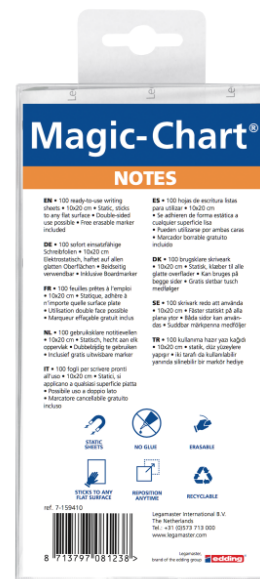 Magic-Chart®
NOTES
EN • 100 ready-to-use writing
sheets • 10x20 cm • Static, sticks
to any flat surface • Double-sided
use possible • Free erasable marker
included
DE • 100 sofort einsatzfähige
Schreibfolien • 10x20 cm
Elektrostatisch, haftet auf allen
glatten Oberflächen • Beidseitig
verwendbar • Inklusive Boardmarker
FR • 100 feuilles prêtes à l'emploi
• 10x20 cm • Statique, adhère à
n'importe quelle surface plate
• Utilisation double face possible
• Marqueur effaçable gratuit inclus
NL • 100 gebruiksklare notitievellen
• 10x20 cm • Statisch, hecht aan elk
oppervlak • Dubbelzijdig te gebruiken
• Inclusief gratis uitwisbare marker
IT • 100 fogli per scrivere pronti
all'uso • 10x20 cm • Statici, si
applicano a qualsiasi superficie piatta
• Possibile uso a doppio lato
• Marcatore cancellabile gratuito
incluso
ES • 100 hojas de escritura listas
para utilizar • 10x20 cm
• Se adhieren de forma estática a
cualquier superficie lisa
• Pueden utilizarse por ambas caras
• Marcador borrable gratuito
incluido
DK • 100 brugsklare skriveark
• 10x20 cm • Statisk, klæber til alle
glatte overflader • Kan bruges på
begge sider • Gratis sletbar tusch
medfølger
SE • 100 skrivark redo att använda
• 10x20 cm • Fäster statiskt på alla
plana ytor • Båda sidor kan använ-
das • Suddbar märkpenna medföljer
TR • 100 kullanıma hazır yazı kağıdı
• 10x20 cm • statik, düz yüzeylere
yapışır • iki tarafı da kullanılabilir
yanında silinebilir bir markör hediye
STATIC
SHEETS
NO GLUE
ERASABLE
STICKS TO ANY
FLAT SURFACE
REPOSITION
ANYTIME
RECYCLABLE
ref. 7-159410
8 713797 081238 >
Legamaster International B.V.
The Netherlands
Tel.: +31 (0)573 713 000
www.legamaster.com
Legamaster,
brand of the edding group
edding